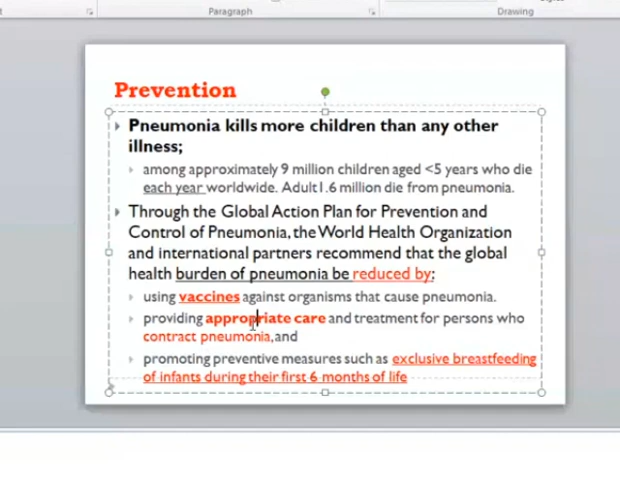 Paragraph
Drawing
Prevention
Pneumonia kills more children than any other
illness;
among approximately 9 million children aged <5 years who die
each year worldwide. Adult 1.6 million die from pneumonia.
Through the Global Action Plan for Prevention and
Control of Pneumonia, the World Health Organization
and international partners recommend that the global
health burden of pneumonia be reduced by:
using vaccines against organisms that cause pneumonia.
providing appropriate care and treatment for persons who
contract pneumonia, and
promoting preventive measures such as exclusive breastfeeding
of infants during their first 6 months of life